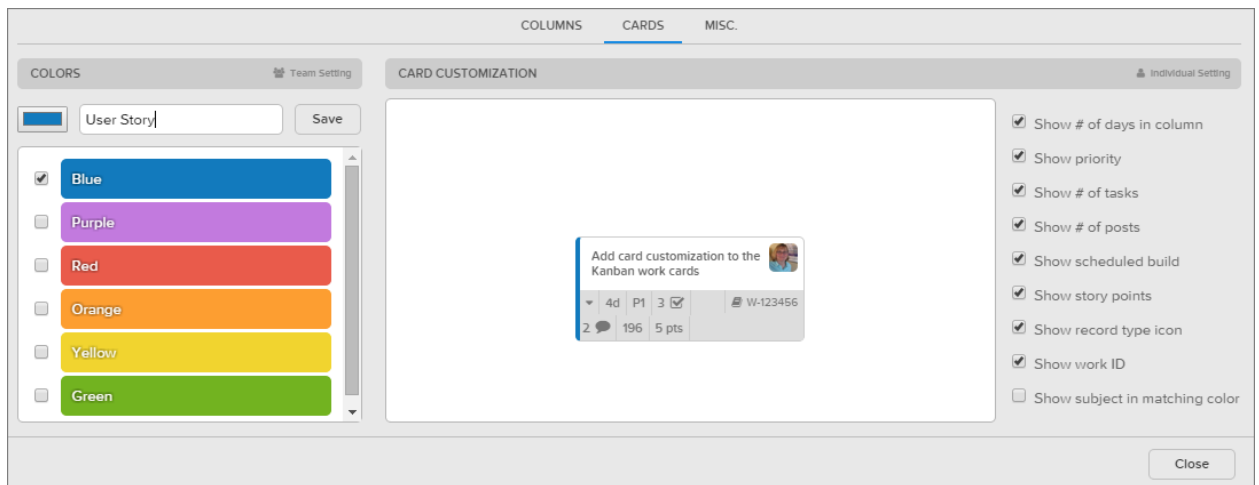 COLUMNS CARDS MISC.
COLORS Team Setting
User Story Save
Blue
Purple
Red
Orange
Yellow
Green
CARD CUSTOMIZATION Individual Setting
Add card customization to the
Kanban work cards
4d P1 3 W-123456
2 196 5 pts
Show # of days in column
Show priority
Show # of tasks
Show # of posts
Show scheduled build
Show story points
Show record type icon
Show work ID
Show subject in matching color
Close